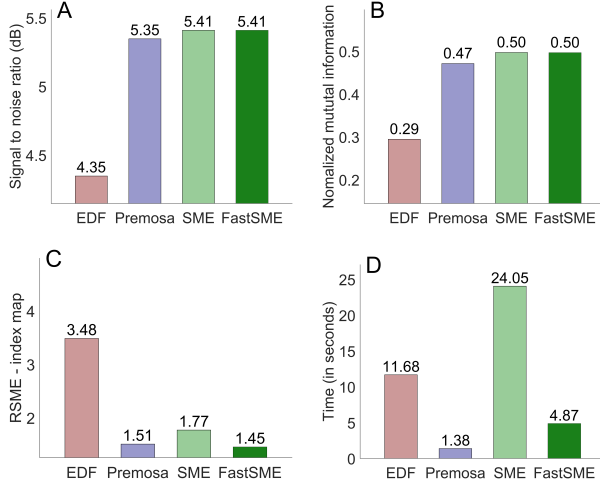 A
Signal to noise ratio (dB)
5.5
5
4.5
4.35
5.35
5.41
5.41
EDF Premosa SME FastSME
B
Nomalized mututal information
0.5
0.4
0.3
0.2
0.29
0.47
0.50
0.50
EDF Premosa SME FastSME
C
RSME - index map
4
3
2
3.48
1.51
1.77
1.45
EDF Premosa SME FastSME
D
Time (in seconds)
25
20
15
10
5
0
11.68
1.38
24.05
4.87
EDF Premosa SME FastSME